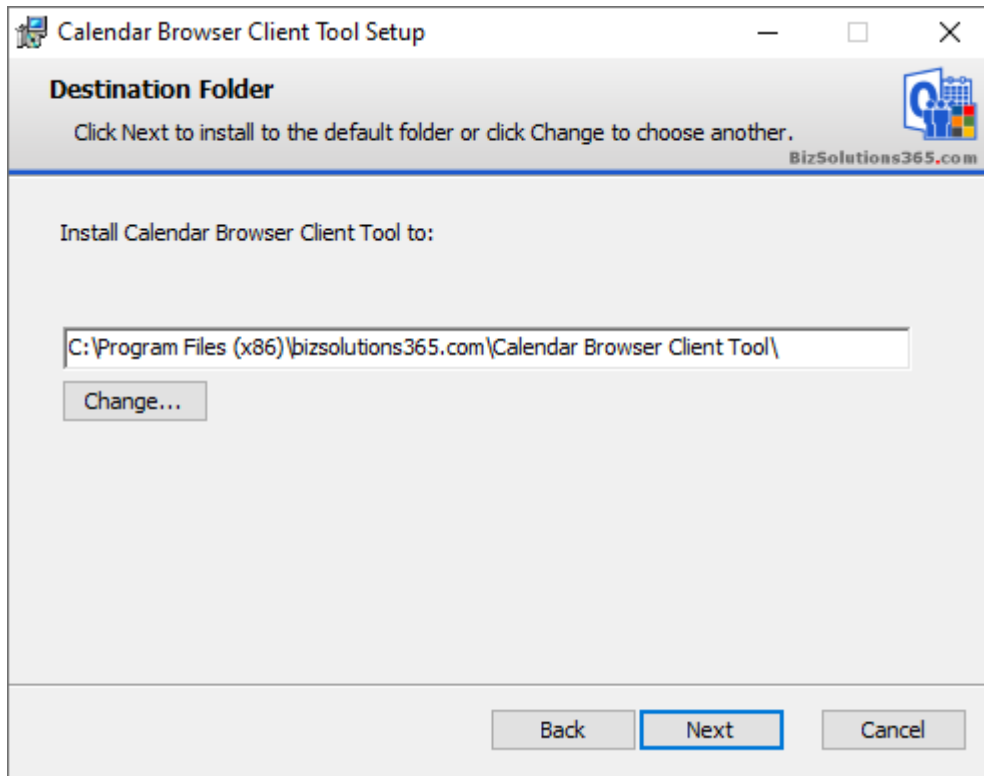 Calendar Browser Client Tool Setup
Destination Folder
Click Next to install to the default folder or click Change to choose another.
BizSolutions365.com
Install Calendar Browser Client Tool to:
C:\Program Files (x86)\bizsolutions365.com\Calendar Browser Client Tool\
Change...
Back Next Cancel